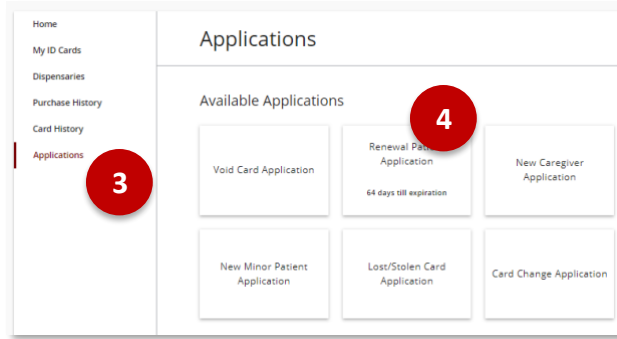 Home
My ID Cards
Dispensaries
Purchase History
Card History
Applications
3
Applications
Available Applications
4
Void Card Application
Renewal
Application
64 days till expiration
New Caregiver
Application
New Minor Patient
Application
Lost/Stolen Card
Application
Card Change Application